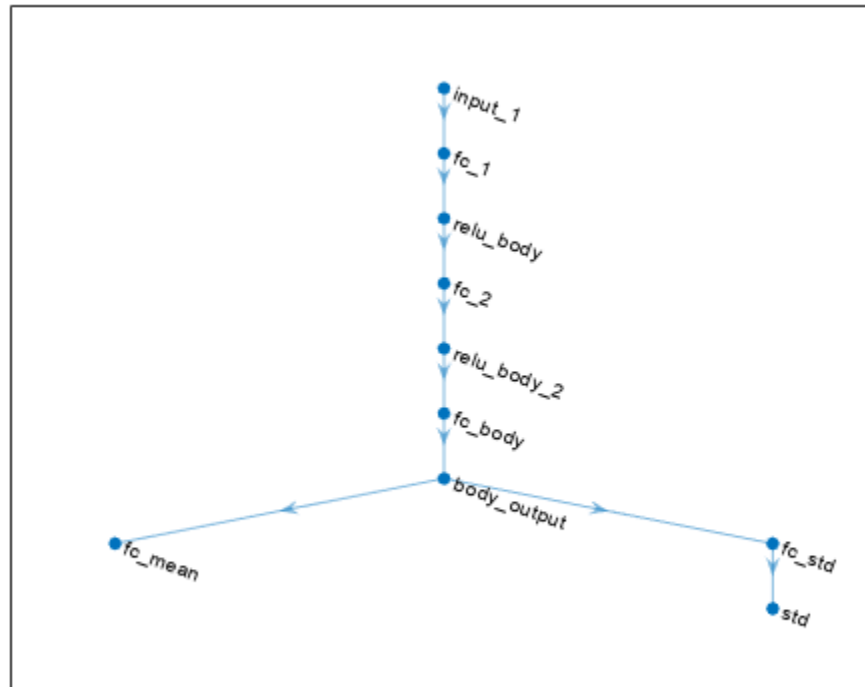 input_1
fc_1
relu_body
fc_2
relu_body_2
fc_body
body_output
fc_mean
fc_std
std